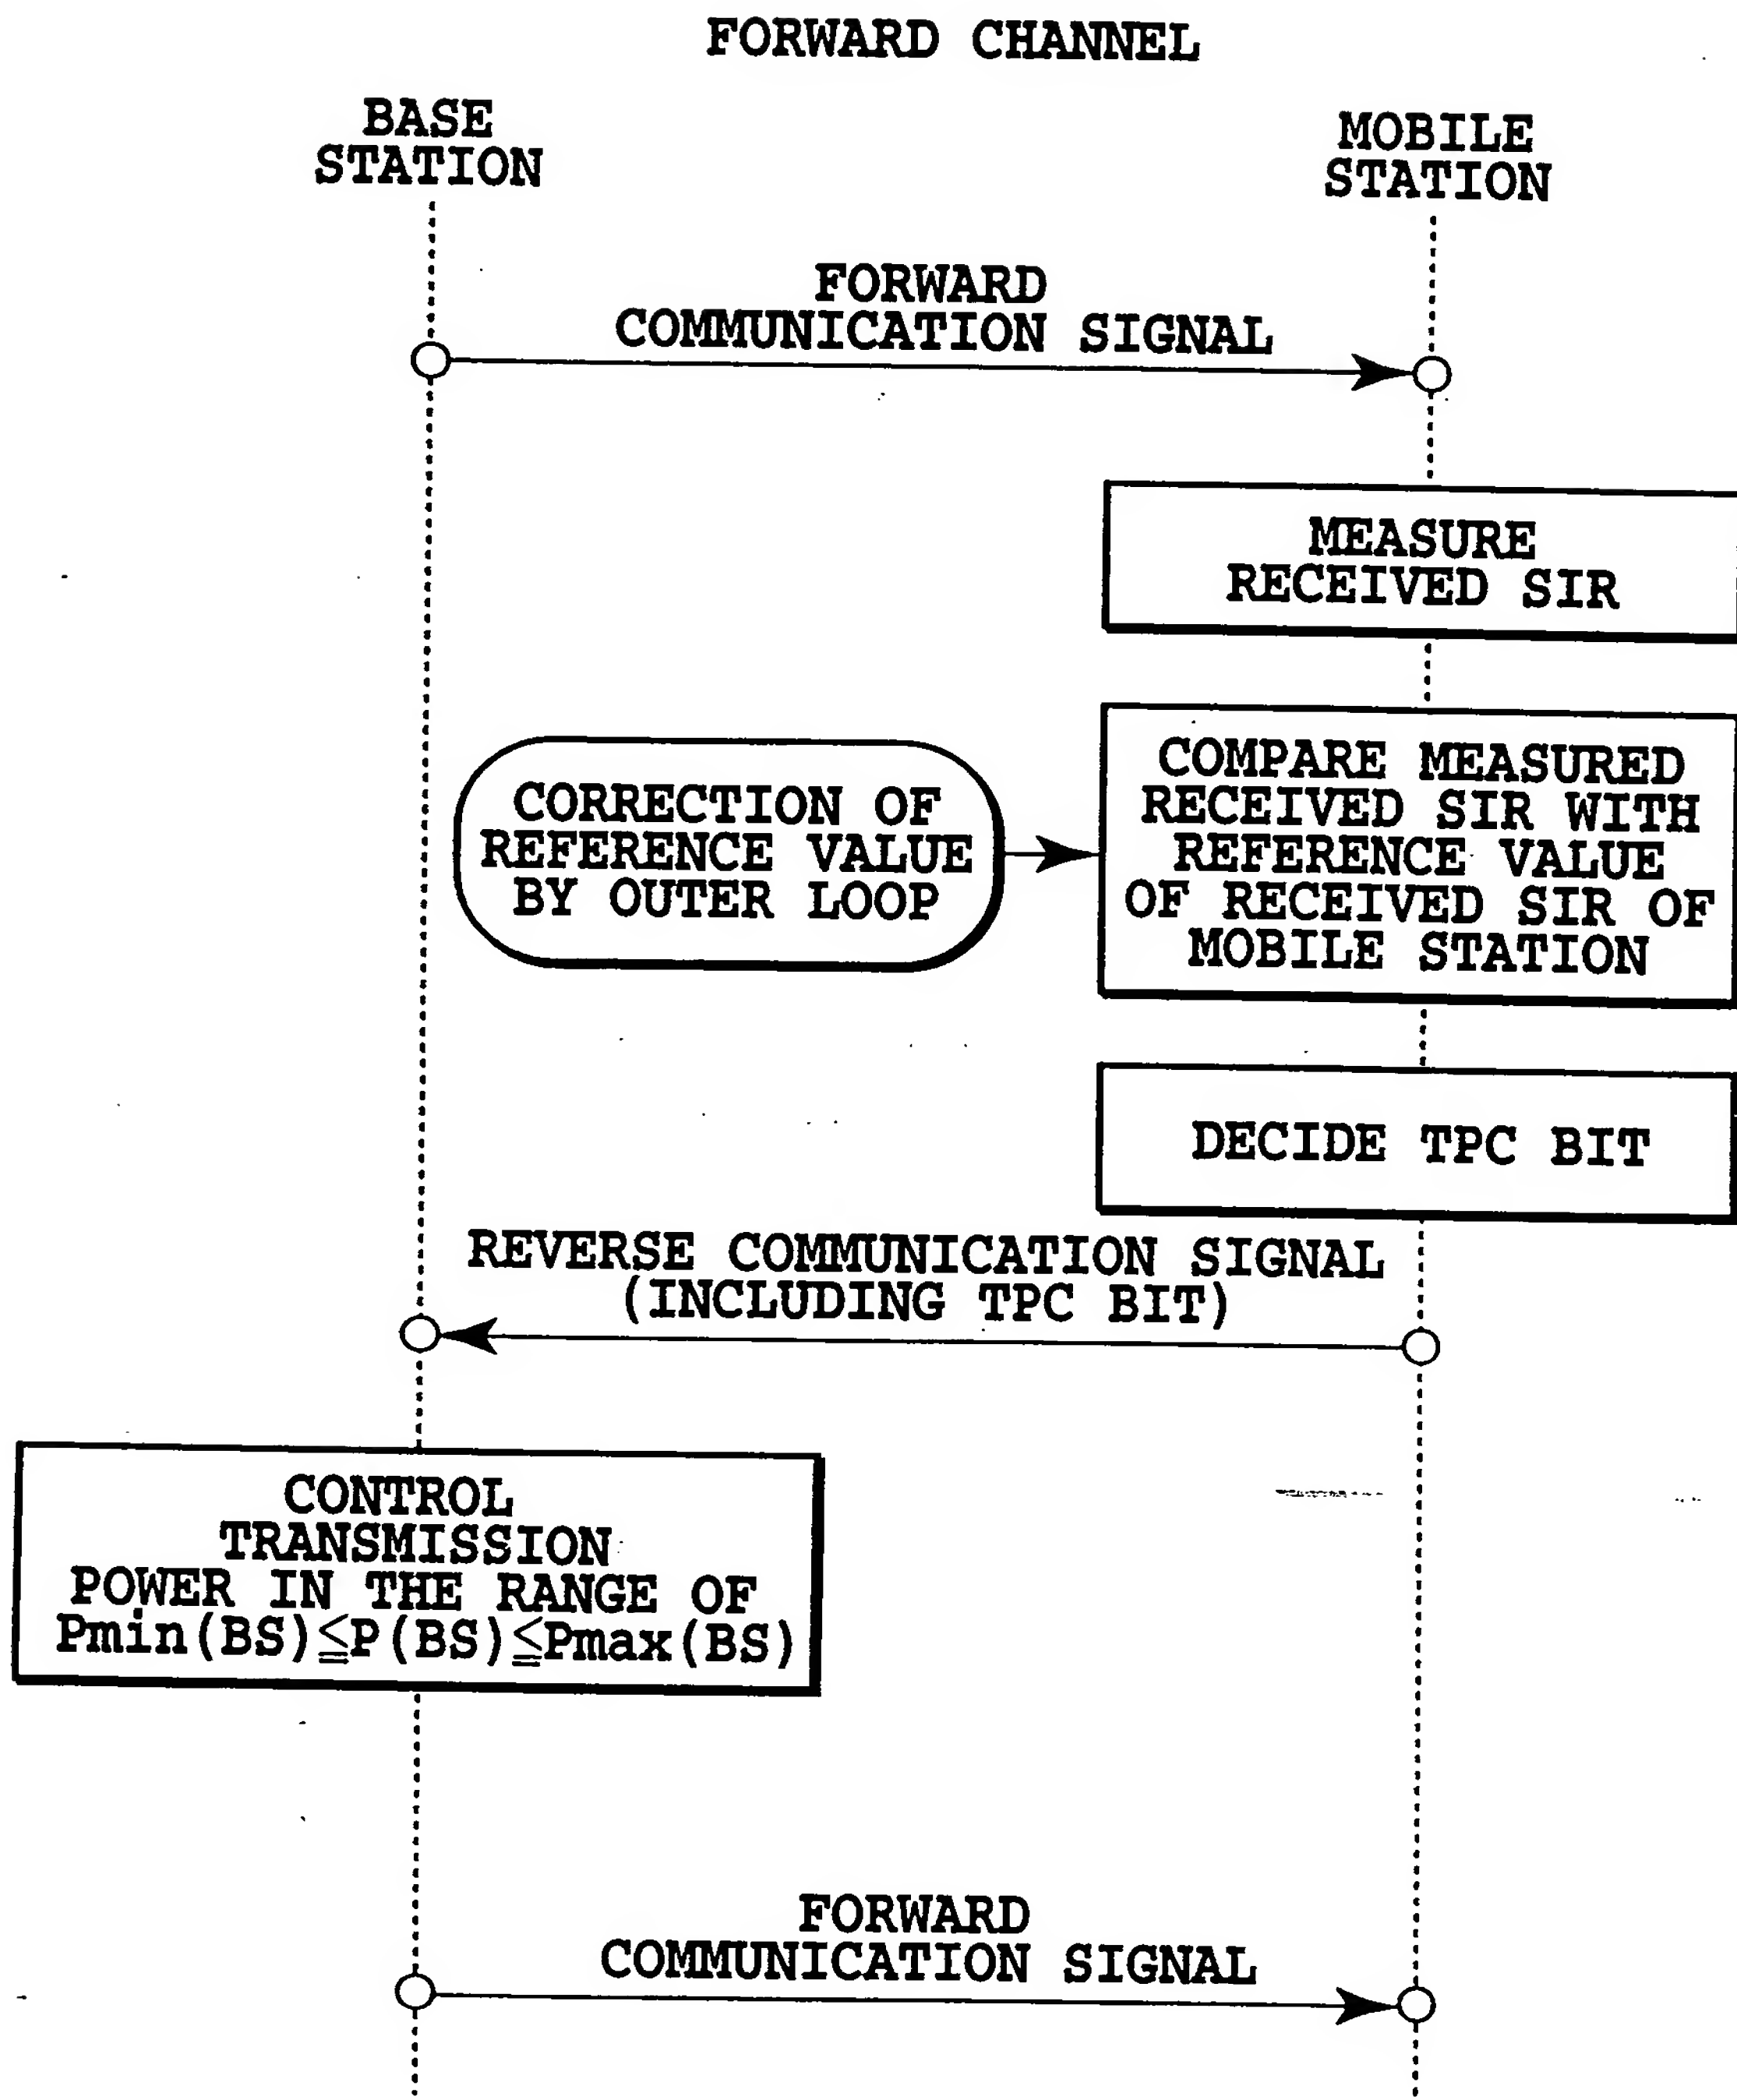 FORWARD CHANNEL
BASE
STATION
MOBILE
STATION
FORWARD
COMMUNICATION SIGNAL
MEASURE
RECEIVED SIR
CORRECTION OF
REFERENCE VALUE
BY OUTER LOOP
COMPARE MEASURED
RECEIVED SIR WITH
REFERENCE VALUE
OF RECEIVED SIR OF
MOBILE STATION
DECIDE TPC BIT
REVERSE COMMUNICATION SIGNAL
(INCLUDING TPC BIT)
CONTROL
TRANSMISSION
POWER IN THE RANGE OF
Pmin(BS)≦P(BS)≦Pmax(BS)
FORWARD
COMMUNICATION SIGNAL